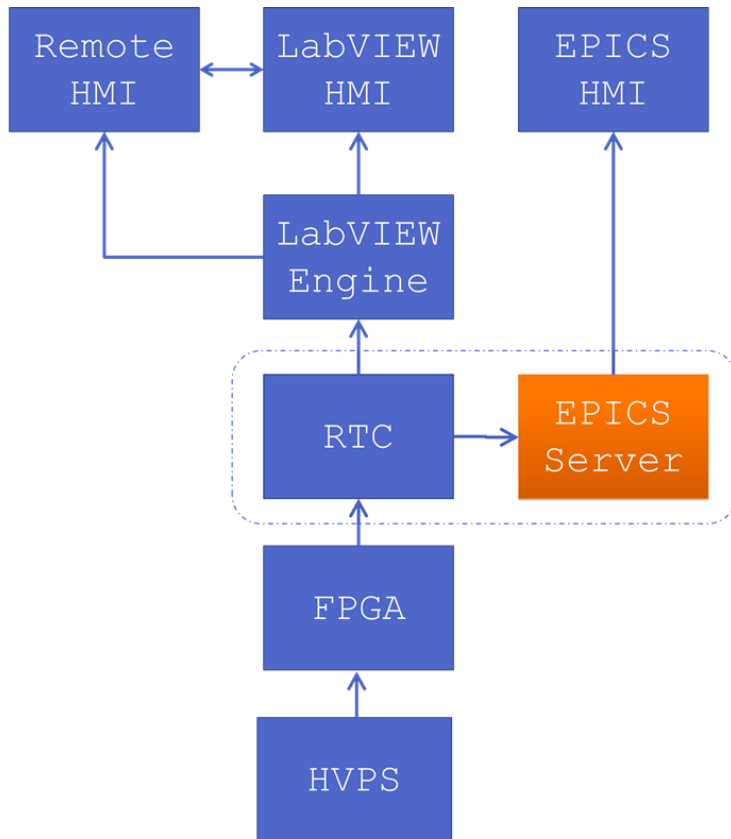 Remote
HMI
LabVIEW
HMI
EPICS
HMI
LabVIEW
Engine
RTC
EPICS
Server
FPGA
HVPS